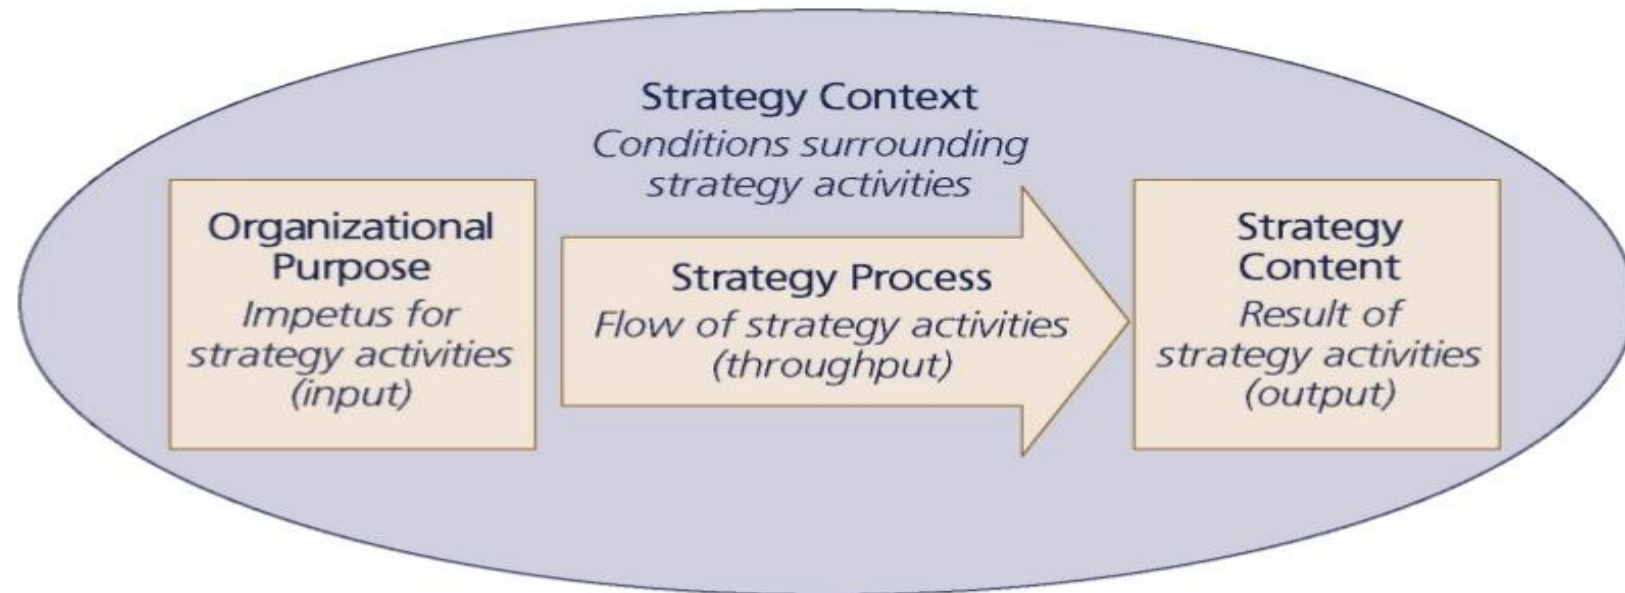 Strategy Context
Conditions surrounding
strategy activities
Organizational
Purpose
Impetus for
strategy activities
(input)
Strategy Process
Flow of strategy activities
(throughput)
Strategy
Content
Result of
strategy activities
(output)